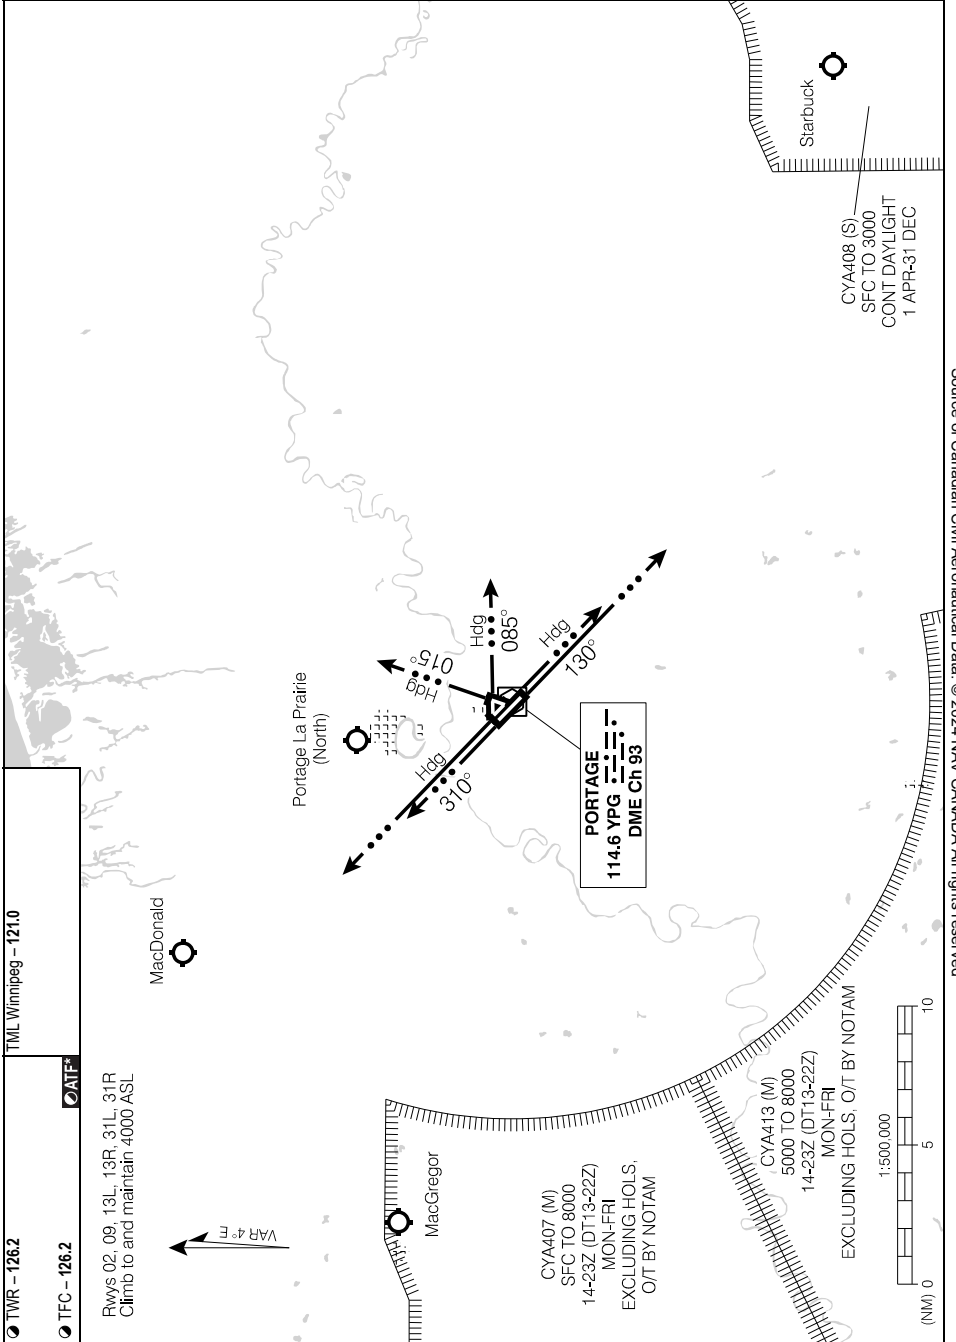 TWR – 126.2
TML Winnipeg – 121.0
TFC – 126.2
ATF*
Rwys 02, 09, 13L, 13R, 31L, 31R
Climb to and maintain 4000 ASL
VAR 4° E
MacDonald
Portage La Prairie
(North)
Starbuck
MacGregor
Hdg
015°
Hdg
085°
Hdg
310°
Hdg
130°
PORTAGE
114.6 YPG
DME Ch 93
CYA408 (S)
SFC TO 3000
CONT DAYLIGHT
1 APR-31 DEC
CYA407 (M)
SFC TO 8000
14-23Z (DT13-22Z)
MON-FRI
EXCLUDING HOLS,
O/T BY NOTAM
CYA413 (M)
5000 TO 8000
14-23Z (DT13-22Z)
MON-FRI
EXCLUDING HOLS, O/T BY NOTAM
1:500,000
(NM) 0
5
10
Source of Canadian Civil Aeronautical Data: © 2024 NAV CANADA All rights reserved